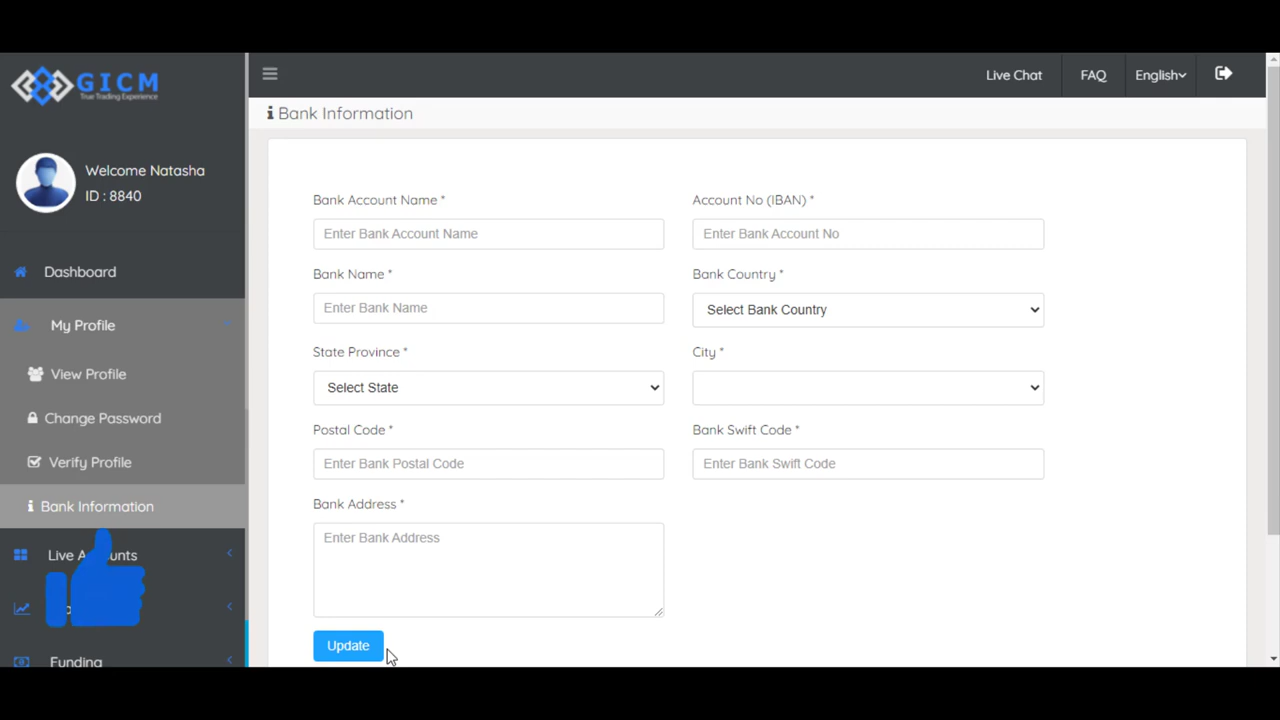 GICM
True Trading Experience
Live Chat
FAQ
English
Bank Information
Welcome Natasha
ID : 8840
Dashboard
My Profile
View Profile
Change Password
Verify Profile
Bank Information
Live Accounts
Funding
Bank Account Name *
Enter Bank Account Name
Account No (IBAN) *
Enter Bank Account No
Bank Name *
Enter Bank Name
Bank Country *
Select Bank Country
State Province *
Select State
City *
Postal Code *
Enter Bank Postal Code
Bank Swift Code *
Enter Bank Swift Code
Bank Address *
Enter Bank Address
Update